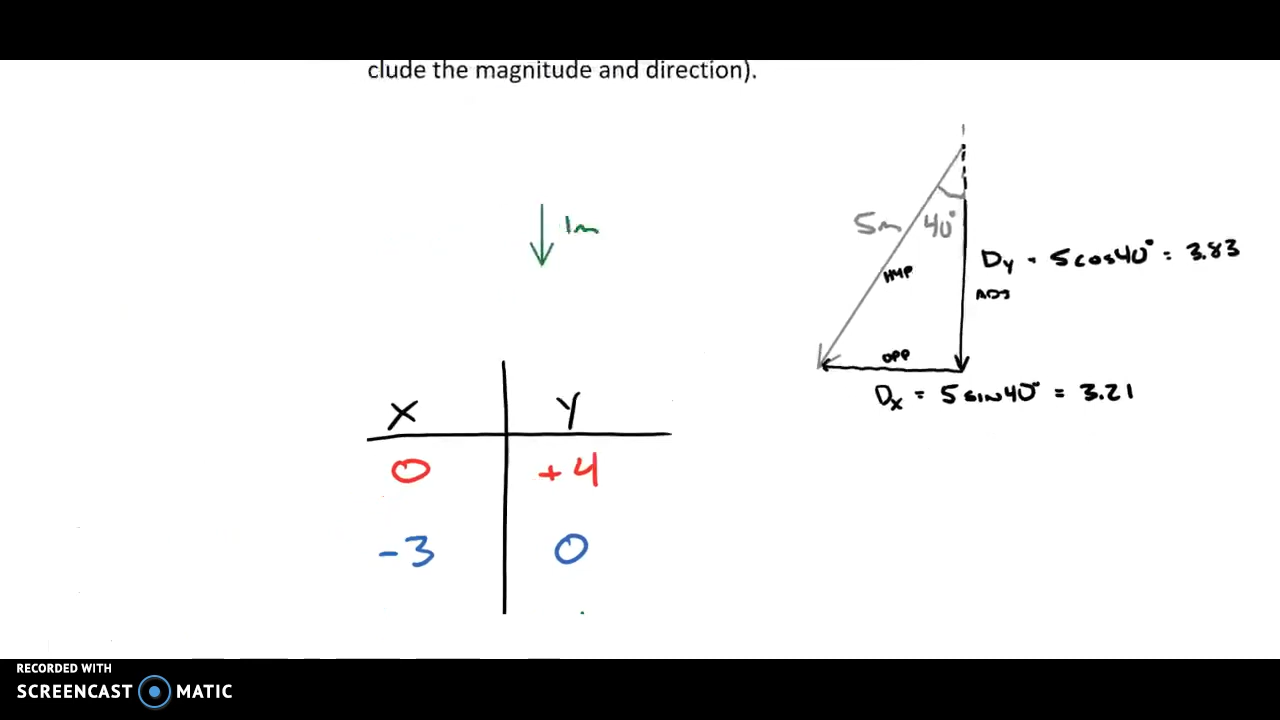 clude the magnitude and direction).
1m
5m 40°
HYP
Dy = 5cos40° = 3.83
ADJ
OPP
Dx = 5sin40° = 3.21
X Y
0 +4
-3 0
RECORDED WITH
SCREENCAST MATIC